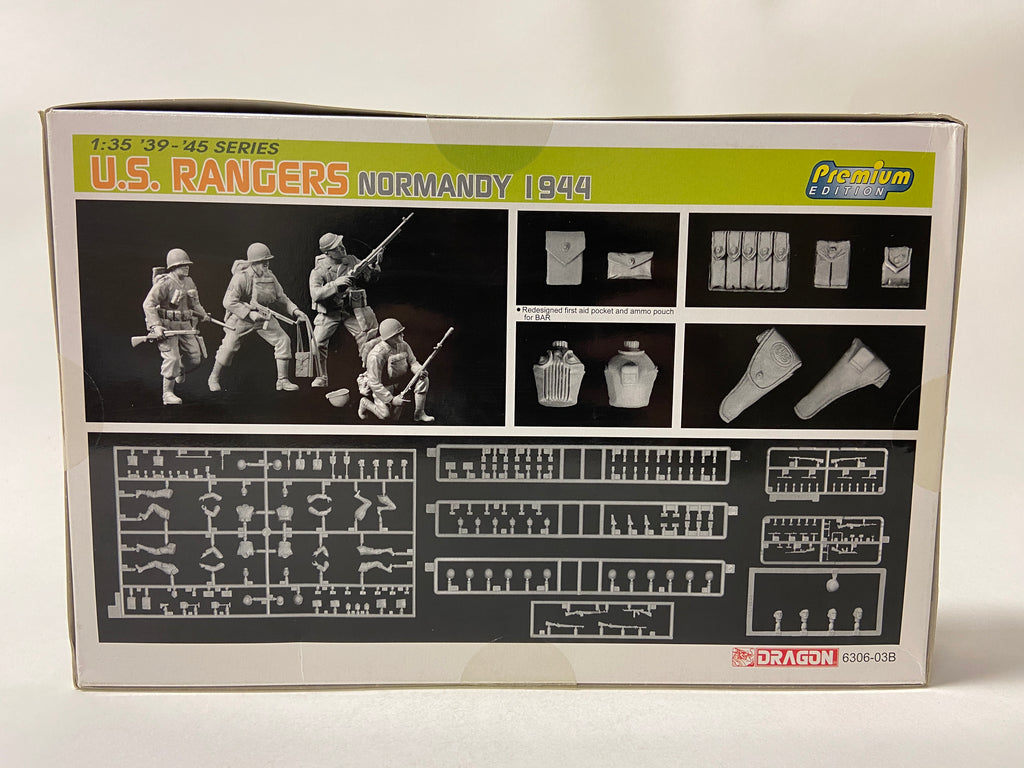 1:35 '39-'45 SERIES
U.S. RANGERS NORMANDY 1944
Premium
EDITION
• Redesigned first aid pocket and ammo pouch
for BAR
DRAGON 6306-03B